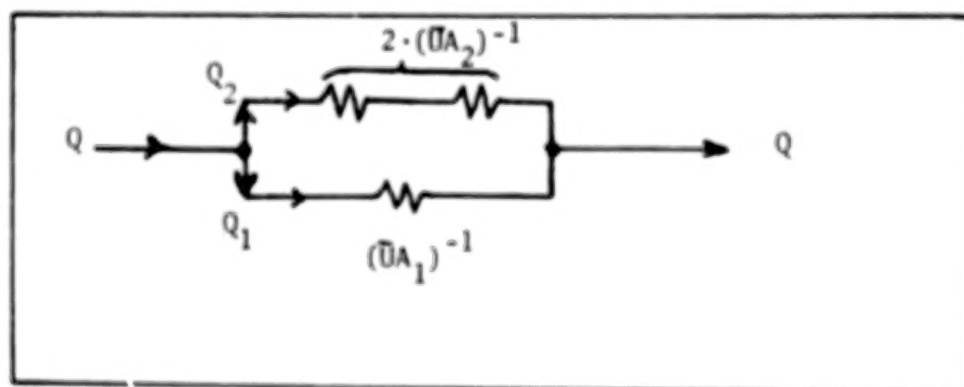 2·(ŪA₂)⁻¹
Q₂
Q Q
Q₁
(ŪA₁)⁻¹